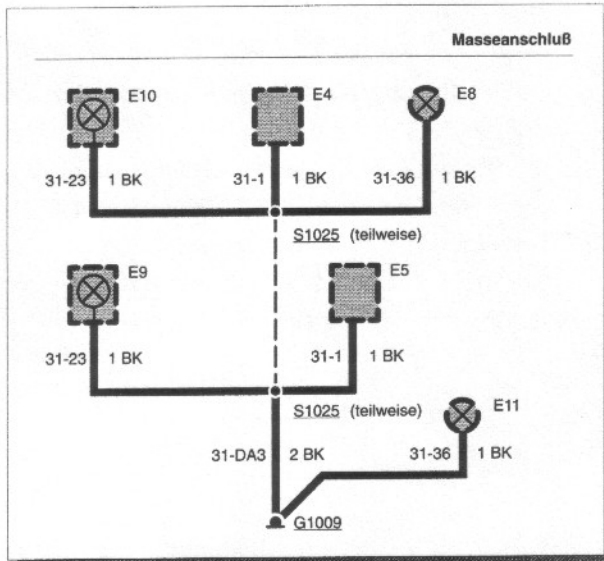 Masseanschluß
E10 E4 E8
31-23 1 BK 31-1 1 BK 31-36 1 BK
S1025 (teilweise)
E9 E5
31-23 1 BK 31-1 1 BK
S1025 (teilweise)
E11
31-DA3 2 BK 31-36 1 BK
G1009